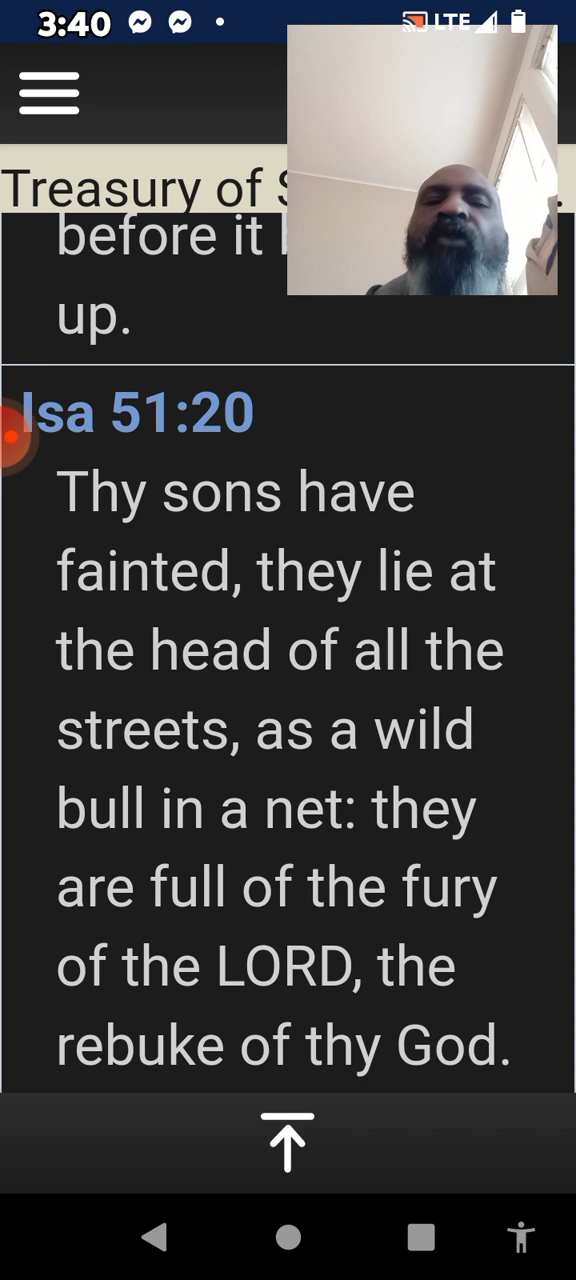 3:40
LTE
Treasury of
before it
up.
Isa 51:20
Thy sons have
fainted, they lie at
the head of all the
streets, as a wild
bull in a net: they
are full of the fury
of the LORD, the
rebuke of thy God.